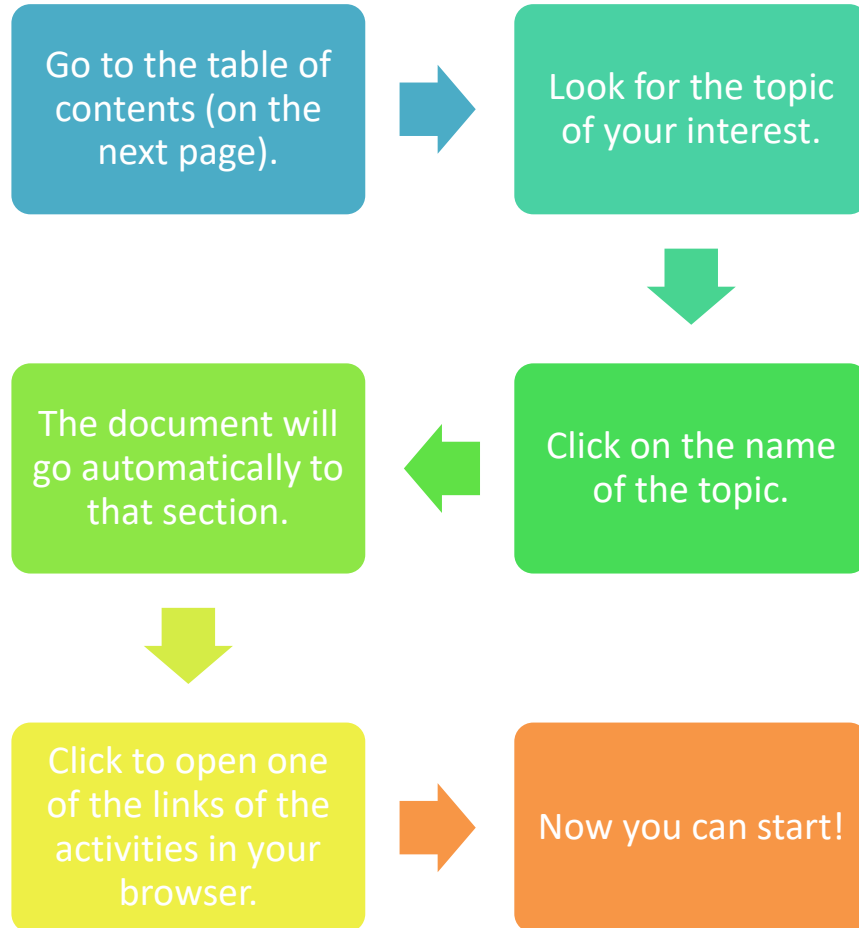 Go to the table of
contents (on the
next page).
Look for the topic
of your interest.
Click on the name
of the topic.
The document will
go automatically to
that section.
Click to open one
of the links of the
activities in your
browser.
Now you can start!